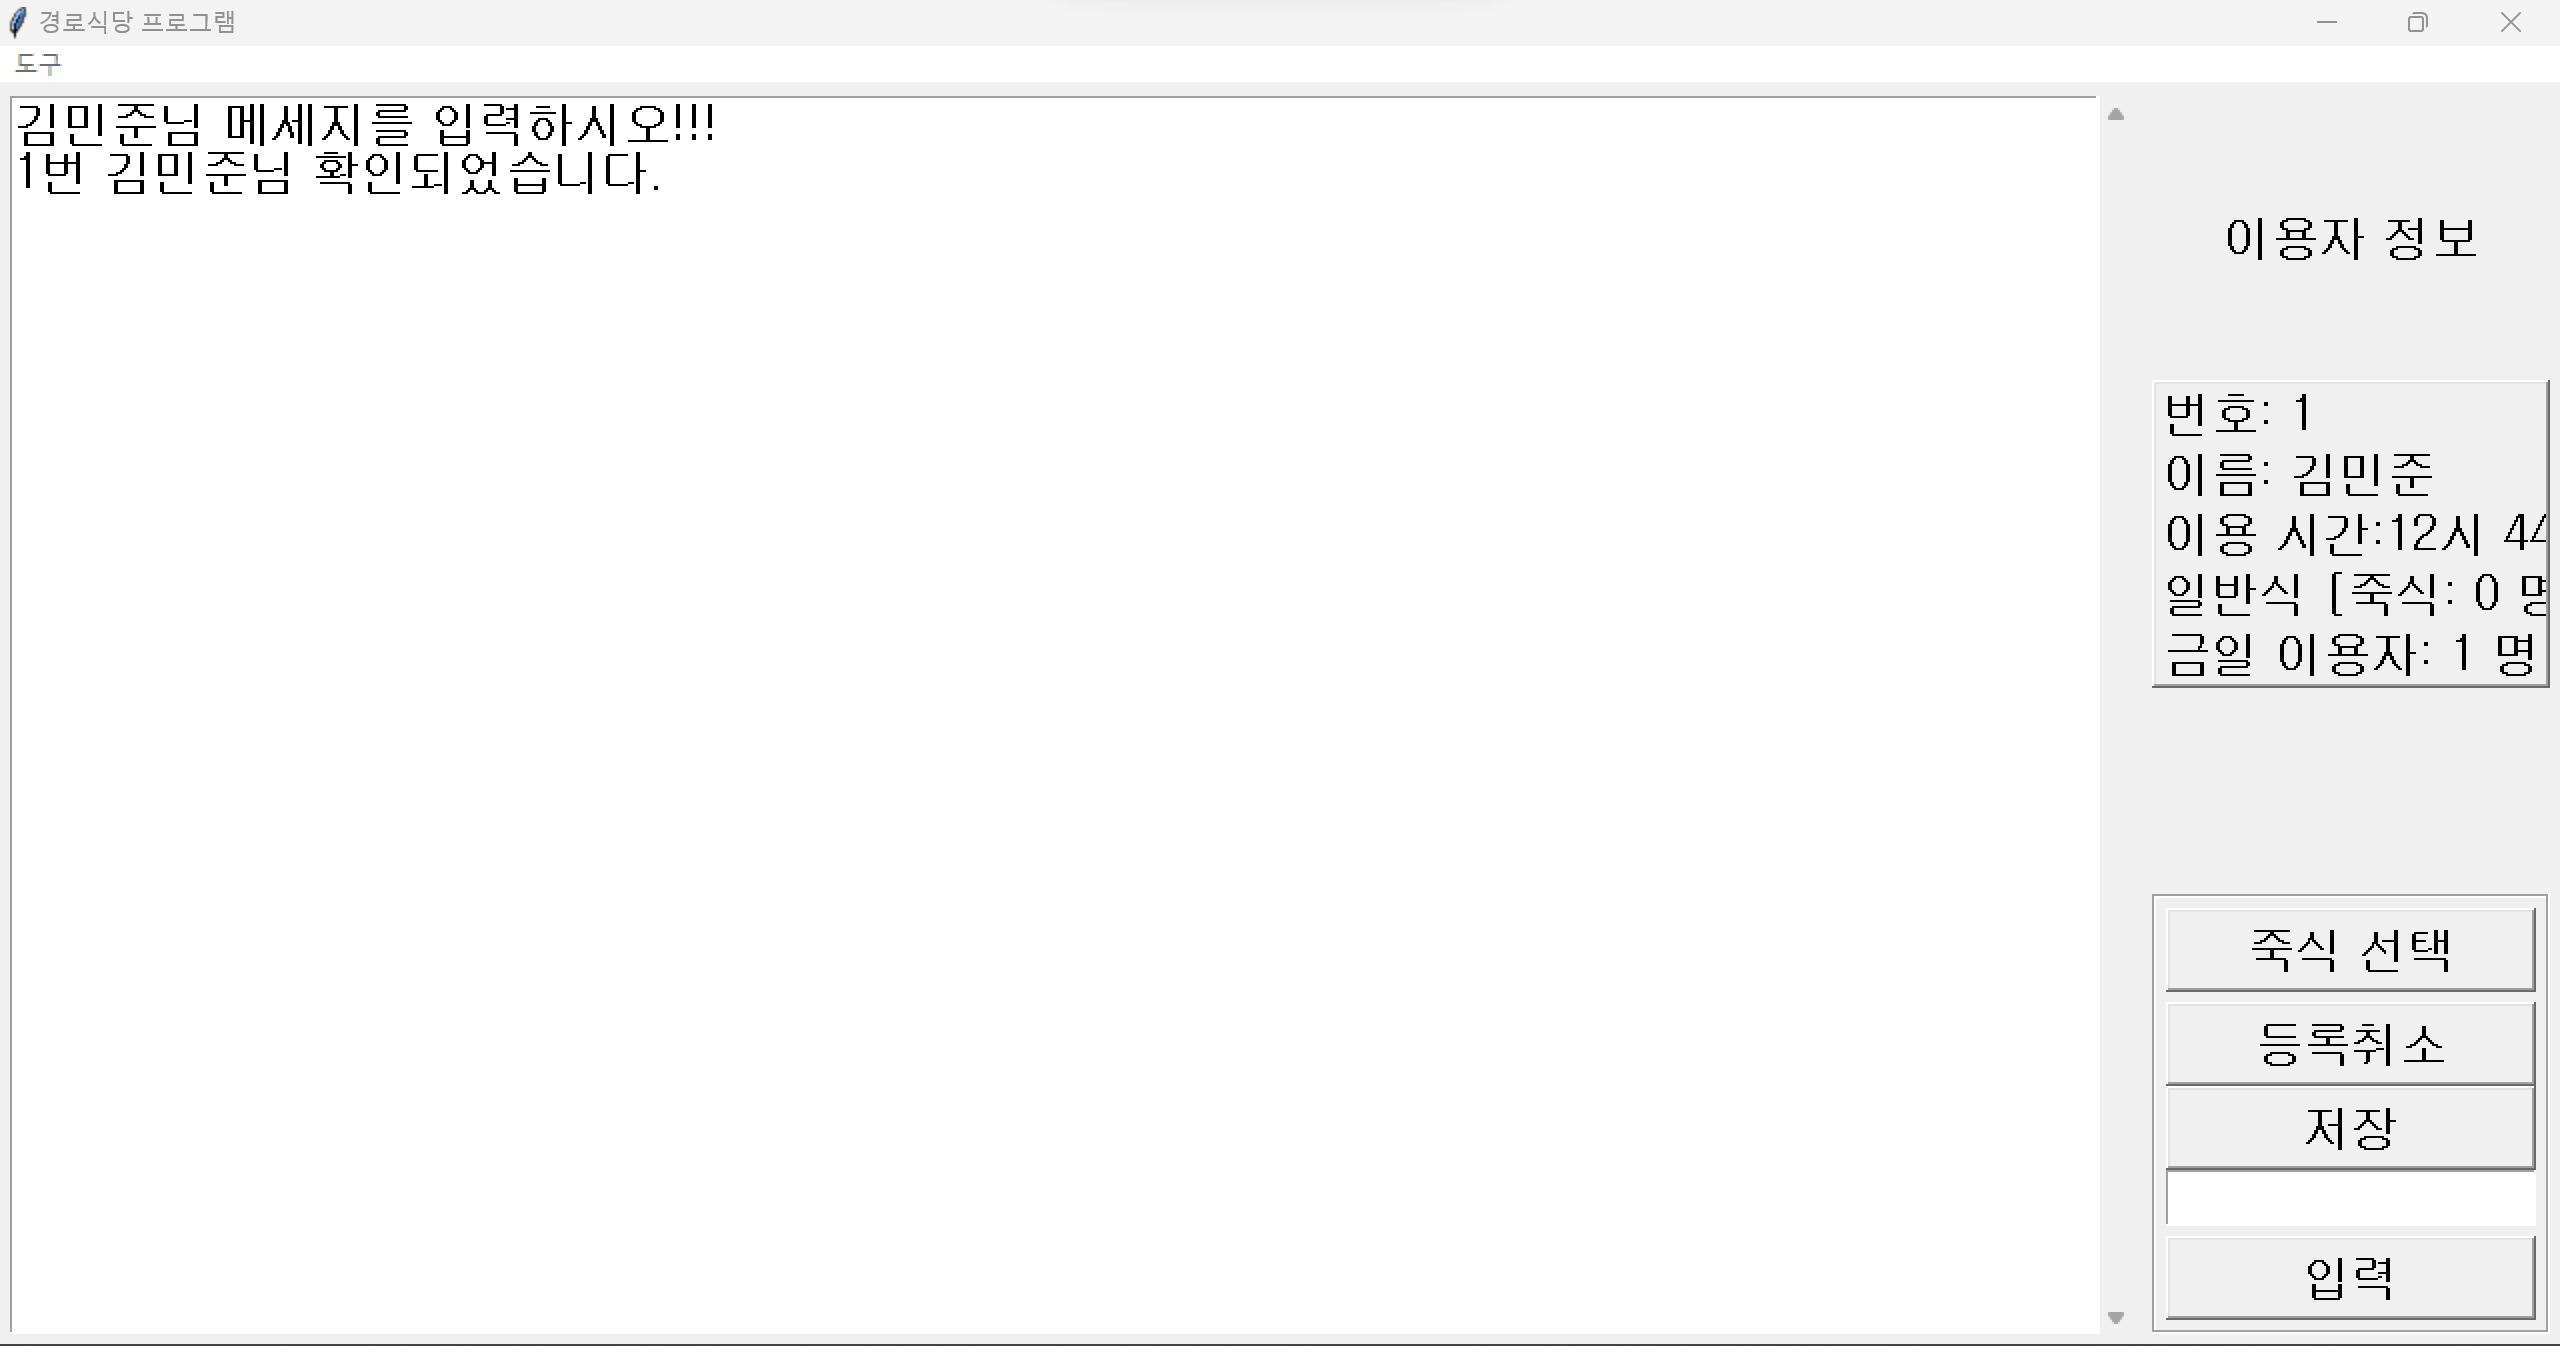 경로식당 프로그램
도구
김민준님 메세지를 입력하시오!!!
1번 김민준님 확인되었습니다.
이용자 정보
번호: 1
이름: 김민준
이용 시간:12시 44
일반식 [죽식: 0 명
금일 이용자: 1 명
죽식 선택
등록취소
저장
입력